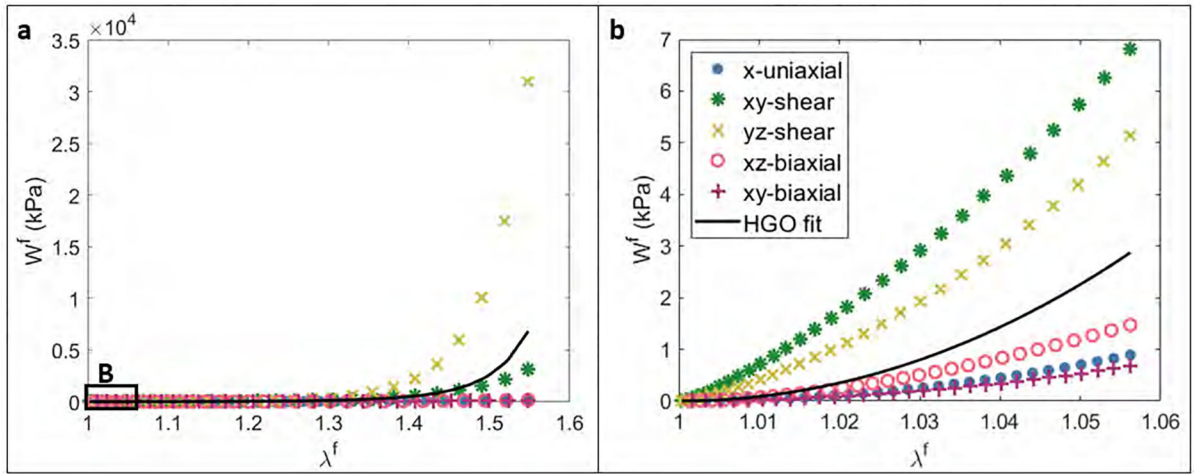 a
×10⁴
3.5
3
2.5
2
1.5
1
0.5
0
B
1 1.1 1.2 1.3 1.4 1.5 1.6
λᶠ
Wᶠ (kPa)
b
7
6
5
4
3
2
1
0
x-uniaxial
xy-shear
yz-shear
xz-biaxial
xy-biaxial
HGO fit
1 1.01 1.02 1.03 1.04 1.05 1.06
λᶠ
Wᶠ (kPa)